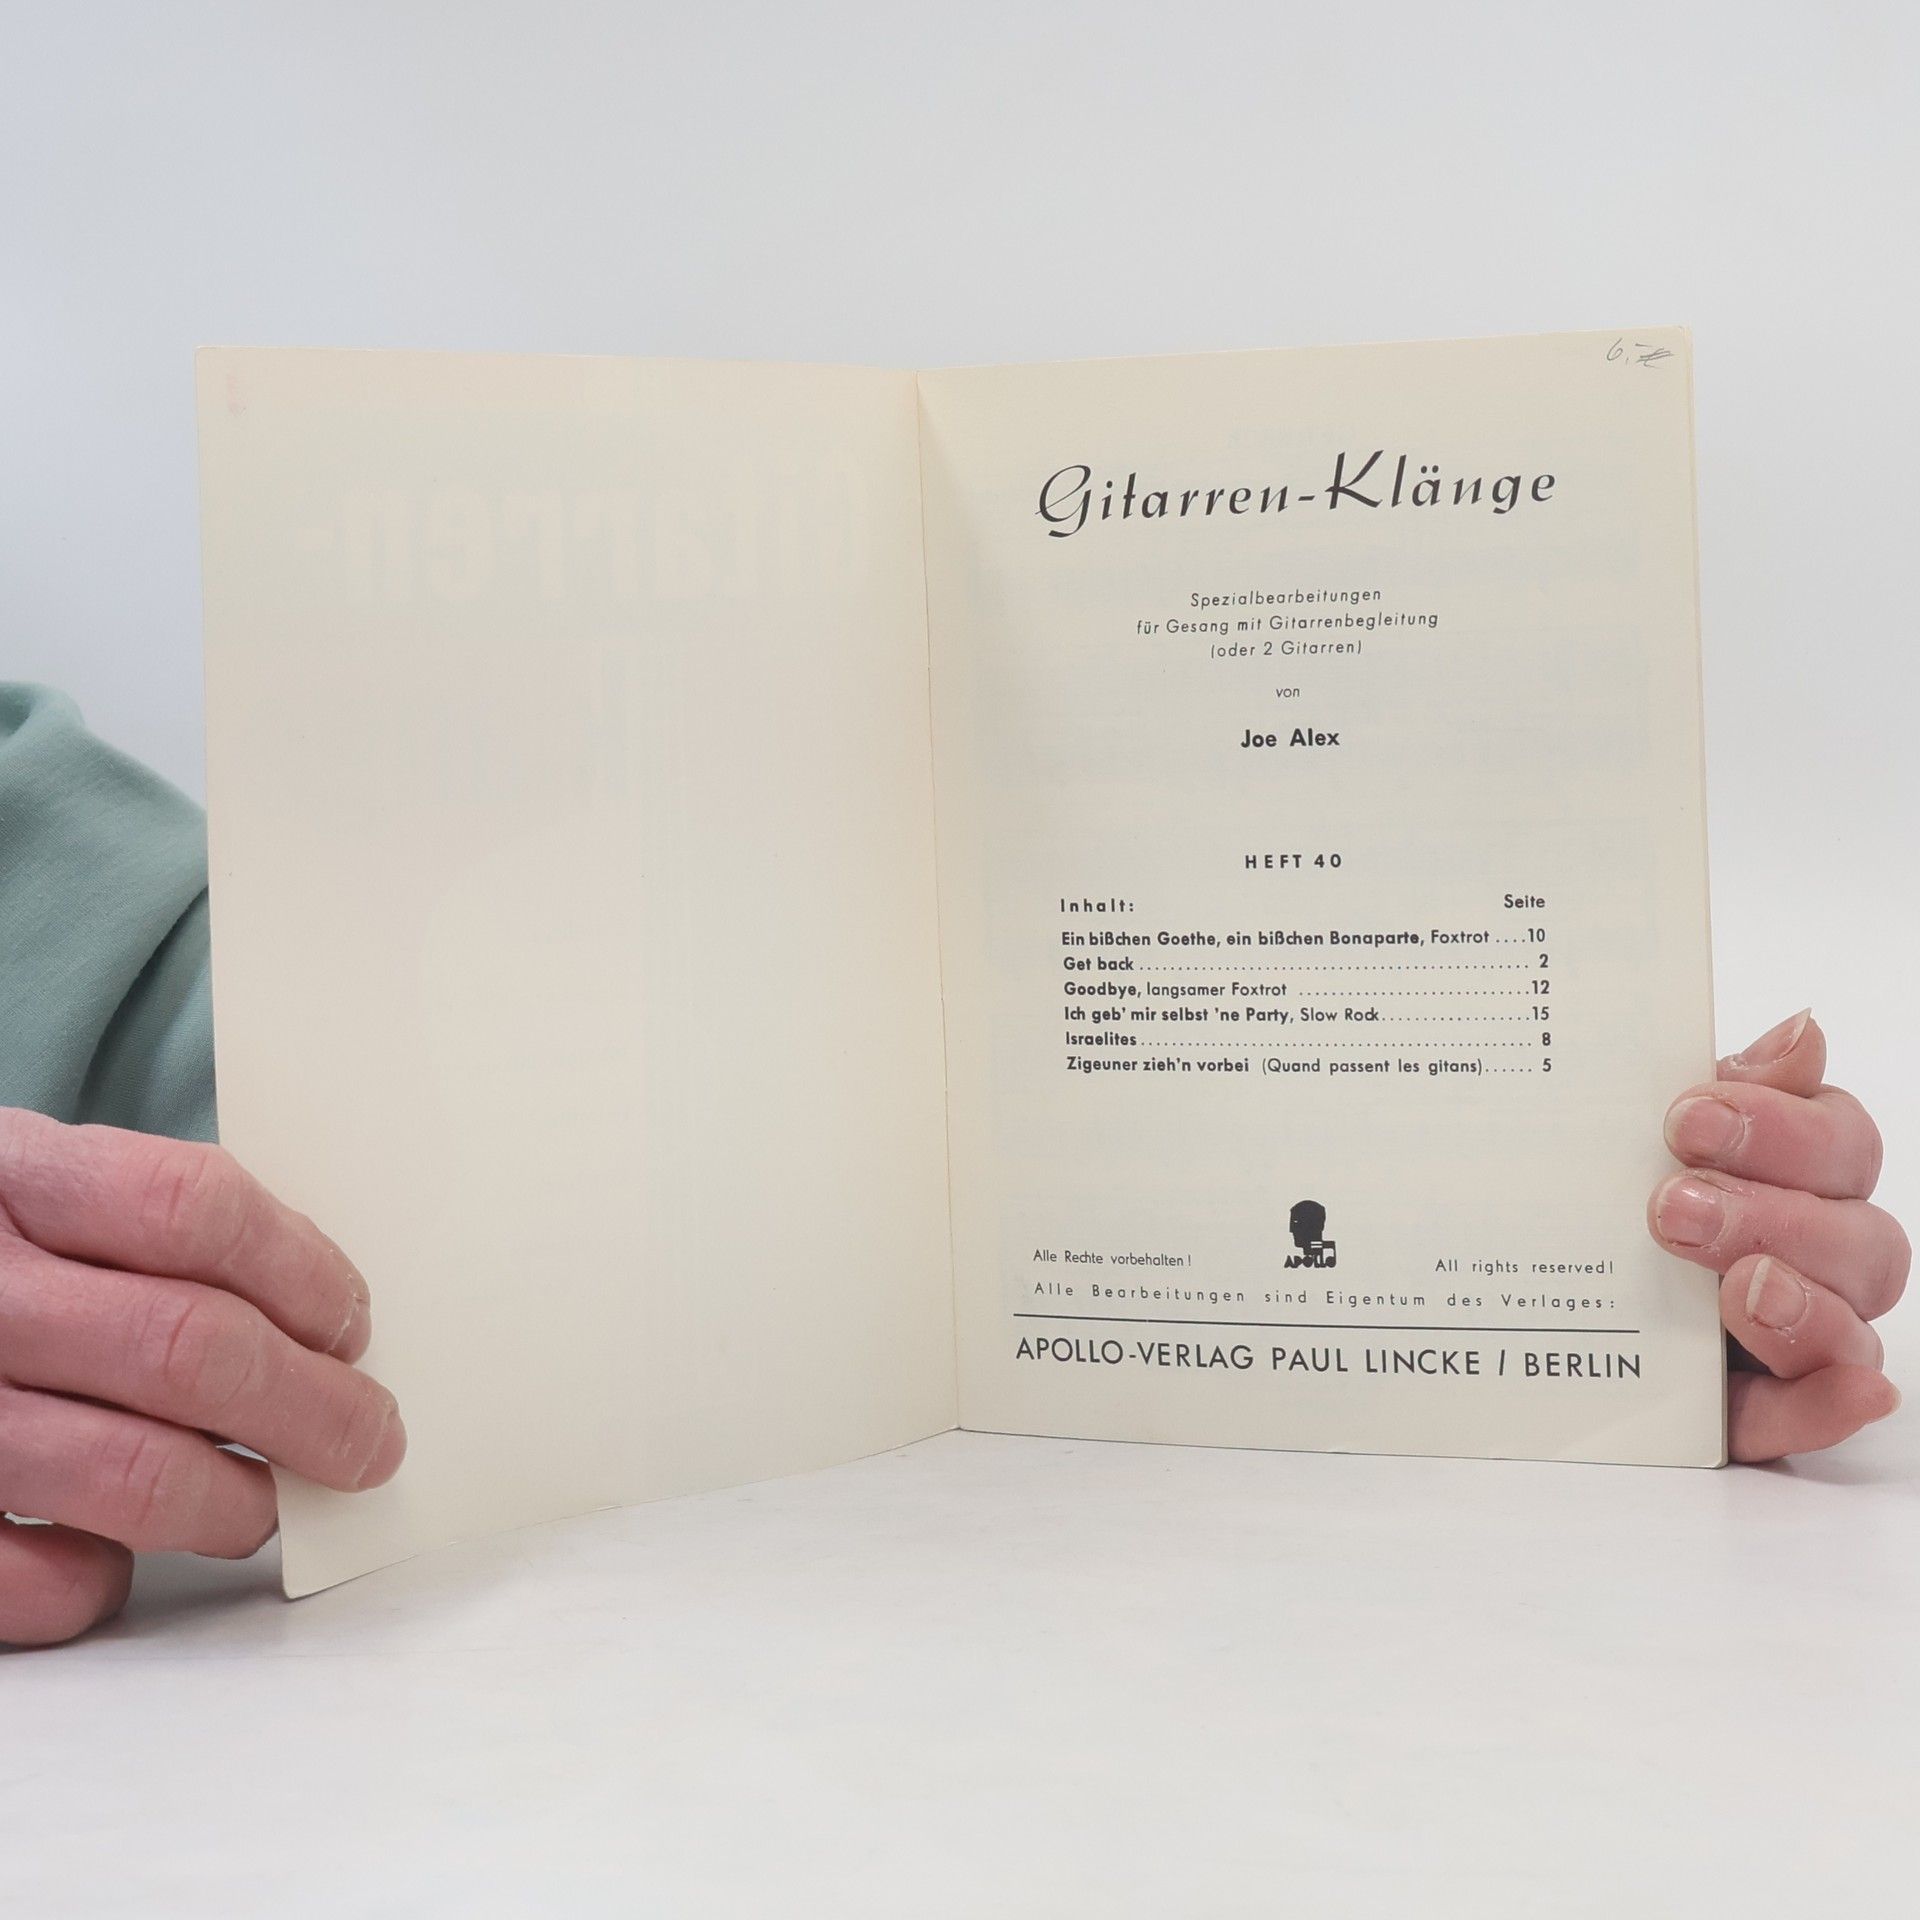 6.-
Gitarren-Klänge
Spezialbearbeitungen
für Gesang mit Gitarrenbegleitung
(oder 2 Gitarren)
von
Joe Alex
HEFT 40
Inhalt: Seite
Ein bißchen Goethe, ein bißchen Bonaparte, Foxtrot ....10
Get back .................................................. 2
Goodbye, langsamer Foxtrot ..............................12
Ich geb' mir selbst 'ne Party, Slow Rock...................15
Israelites................................................... 8
Zigeuner zieh'n vorbei (Quand passent les gitans)...... 5
APOLLO
Alle Rechte vorbehalten! All rights reserved!
Alle Bearbeitungen sind Eigentum des Verlages:
APOLLO-VERLAG PAUL LINCKE / BERLIN